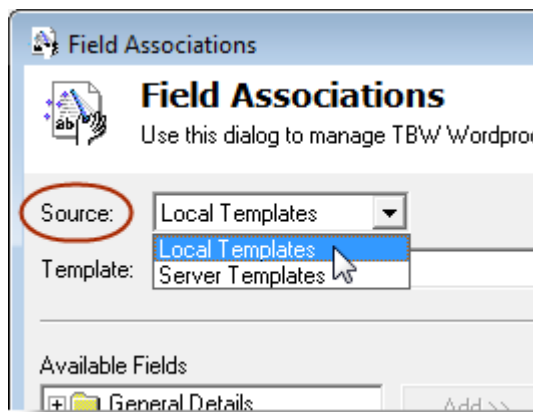 Field Associations
Field Associations
Use this dialog to manage TBW Wordpro
Source:
Local Templates
Local Templates
Server Templates
Template:
Available Fields
General Details
Add >>
ab